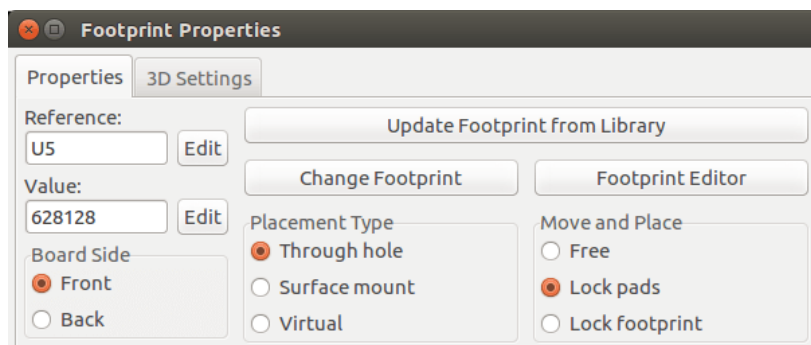 Footprint Properties
Properties
3D Settings
Reference:
U5
Edit
Value:
628128
Edit
Board Side
Front
Back
Update Footprint from Library
Change Footprint
Footprint Editor
Placement Type
Through hole
Surface mount
Virtual
Move and Place
Free
Lock pads
Lock footprint